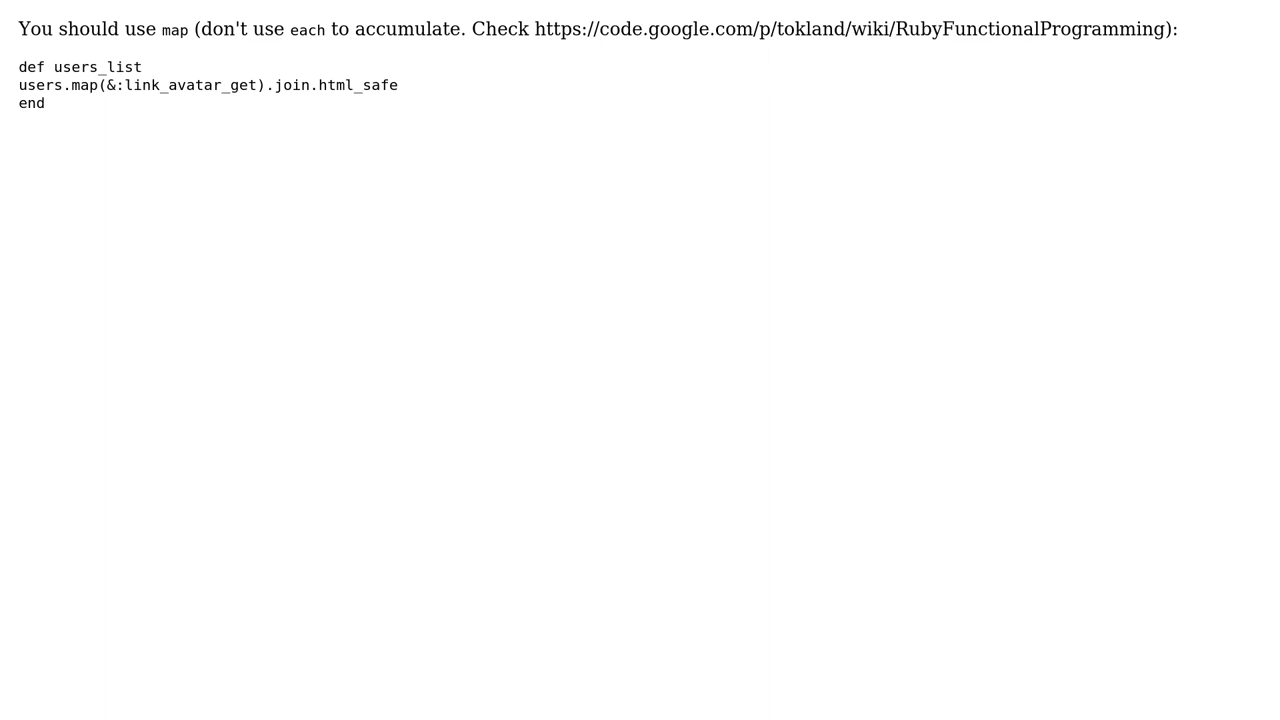 You should use map (don't use each to accumulate. Check https://code.google.com/p/tokland/wiki/RubyFunctionalProgramming):
def users_list
users.map(&:link_avatar_get).join.html_safe
end